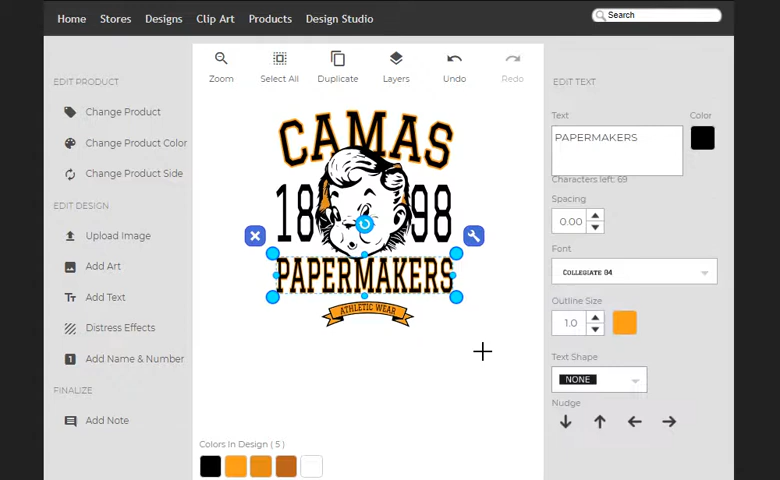 Home Stores Designs Clip Art Products Design Studio Search
EDIT PRODUCT
Change Product
Change Product Color
Change Product Side
EDIT DESIGN
Upload Image
Add Art
Add Text
Distress Effects
Add Name & Number
FINALIZE
Add Note
Zoom Select All Duplicate Layers Undo Redo
CAMAS
1898
PAPERMAKERS
ATHLETIC WEAR
Colors In Design ( 5 )
EDIT TEXT
Text Color
PAPERMAKERS
Characters left: 69
Spacing
0.00
Font
COLLEGIATE 04
Outline Size
1.0
Text Shape
NONE
Nudge